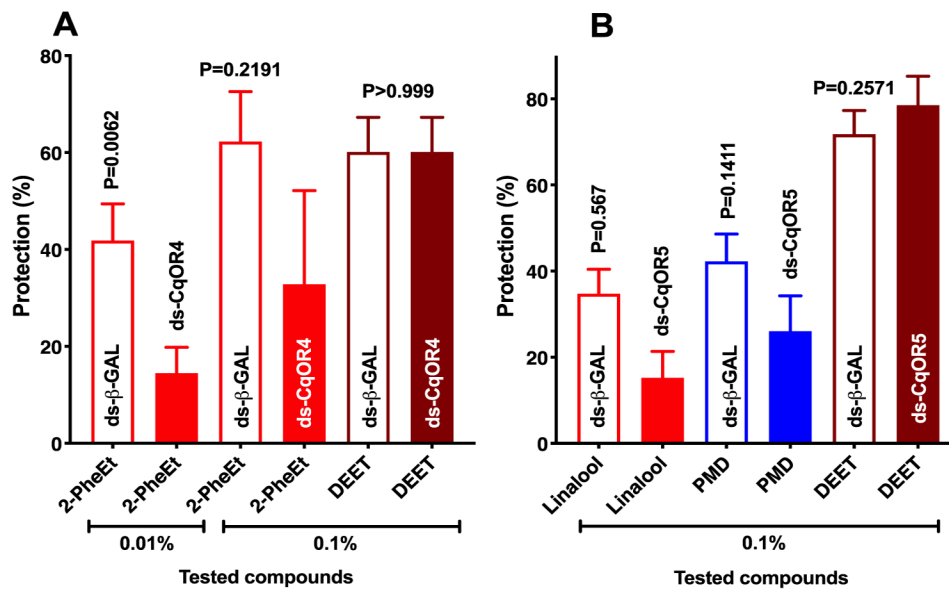 A
Protection (%)
80
60
40
20
0
P=0.0062
P=0.2191
P>0.999
ds-β-GAL
ds-CqOR4
ds-β-GAL
ds-CqOR4
ds-β-GAL
ds-CqOR4
2-PheEt
2-PheEt
2-PheEt
2-PheEt
DEET
DEET
0.01%
0.1%
Tested compounds
B
Protection (%)
80
60
40
20
0
P=0.567
P=0.1411
P=0.2571
ds-β-GAL
ds-CqOR5
ds-β-GAL
ds-CqOR5
ds-β-GAL
ds-CqOR5
Linalool
Linalool
PMD
PMD
DEET
DEET
0.1%
Tested compounds